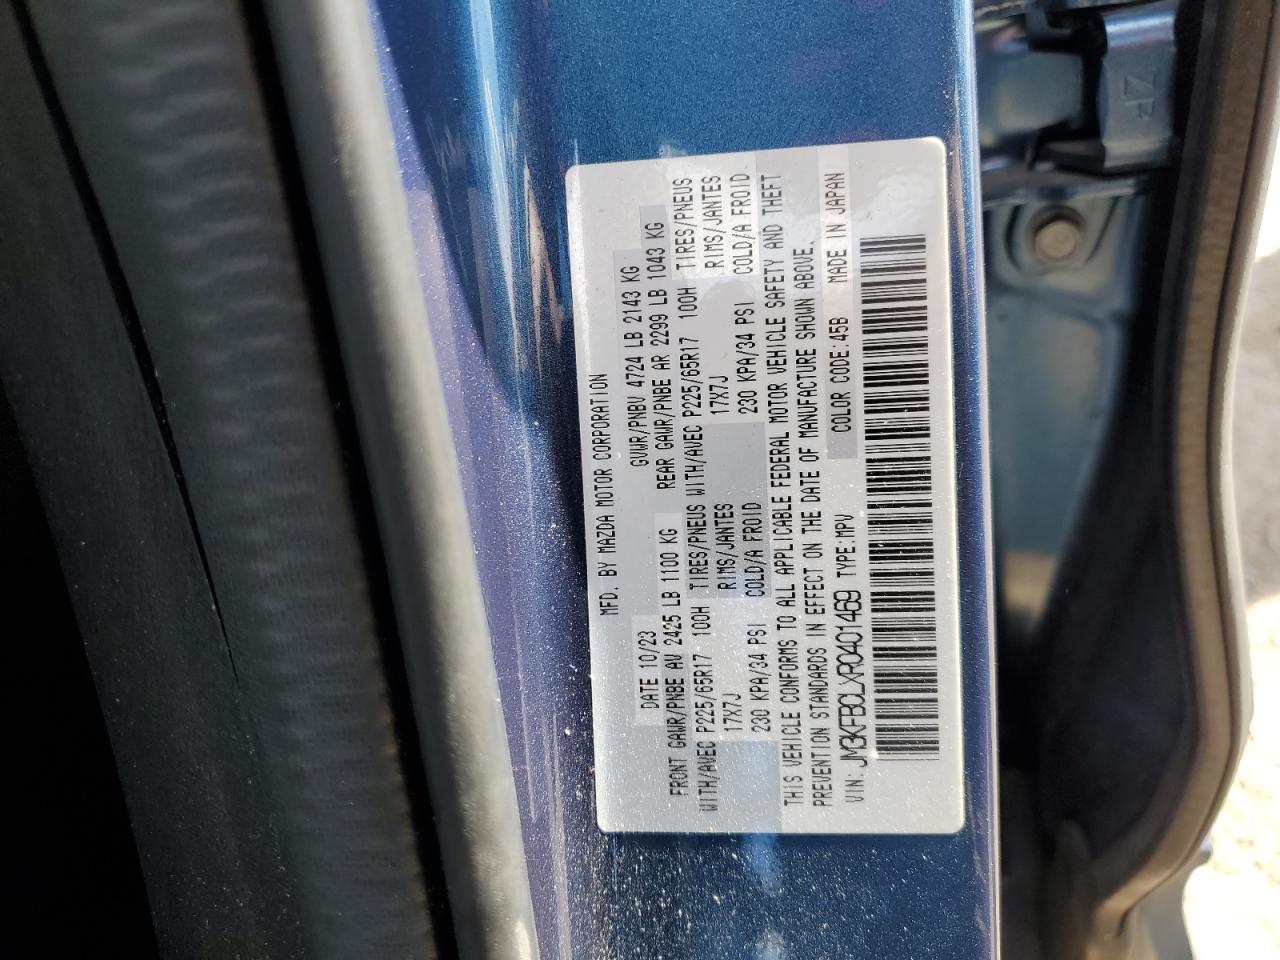 MFD. BY MAZDA MOTOR CORPORATION
DATE 10/23 GVWR/PNBV 4724 LB 2143 KG
FRONT GAWR/PNBE AV 2425 LB 1100 KG REAR GAWR/PNBE AR 2299 LB 1043 KG
WITH/AVEC P225/65R17 100H TIRES/PNEUS WITH/AVEC P225/65R17 100H TIRES/PNEUS
17X7J RIMS/JANTES 17X7J RIMS/JANTES
230 KPA/34 PSI COLD/A FROID 230 KPA/34 PSI COLD/A FROID
THIS VEHICLE CONFORMS TO ALL APPLICABLE FEDERAL MOTOR VEHICLE SAFETY AND THEFT
PREVENTION STANDARDS IN EFFECT ON THE DATE OF MANUFACTURE SHOWN ABOVE.
VIN: JM3KFBCLXR0401469 TYPE:MPV COLOR CODE:45B MADE IN JAPAN
ZP